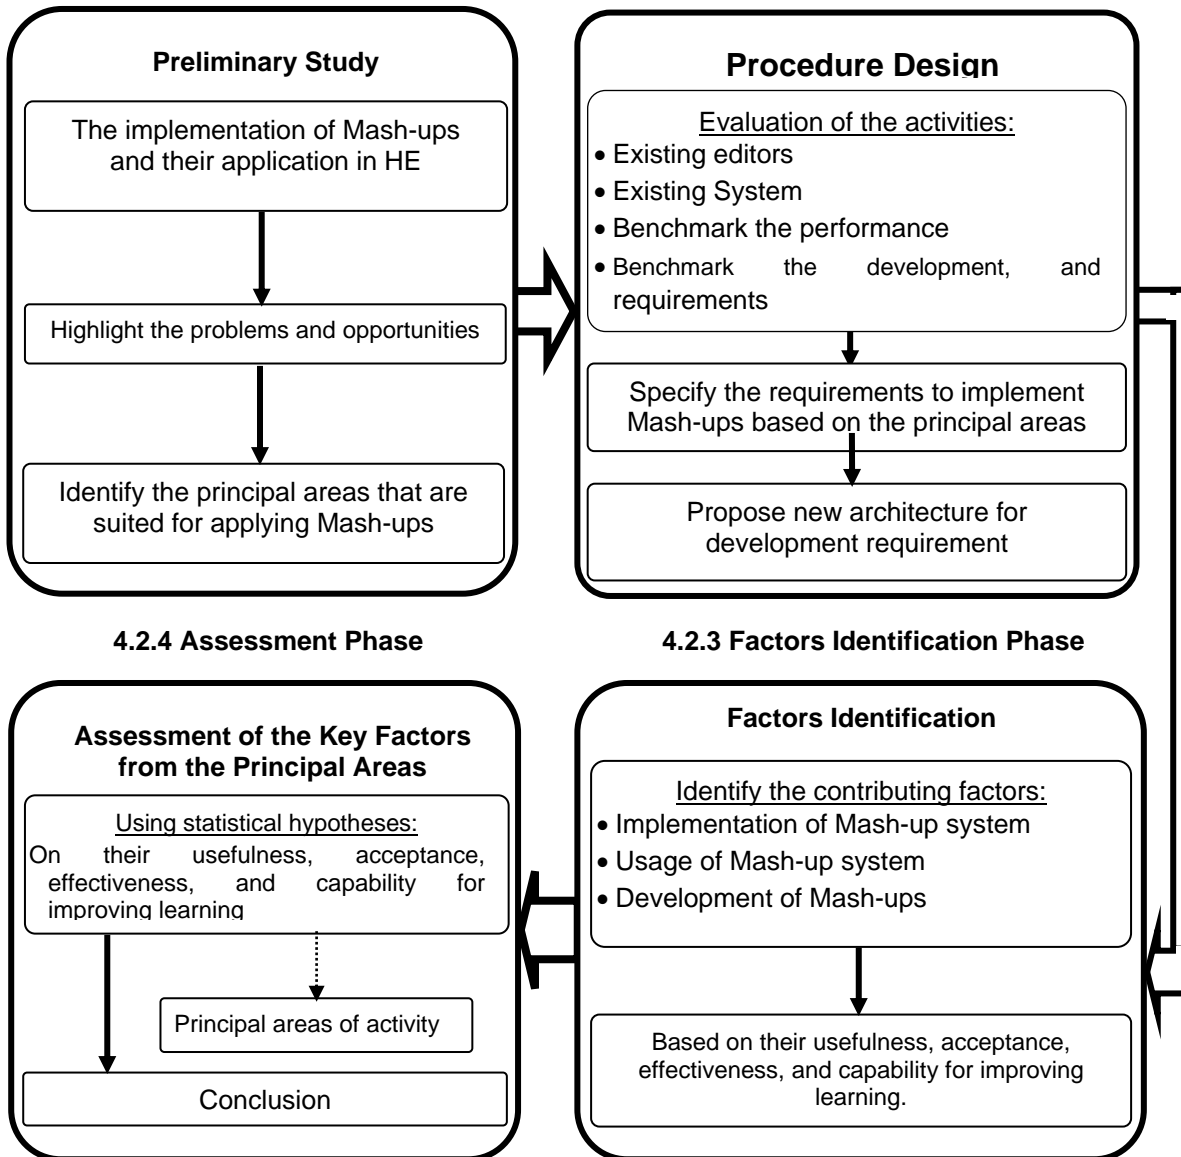 Preliminary Study
The implementation of Mash-ups
and their application in HE
Highlight the problems and opportunities
Identify the principal areas that are
suited for applying Mash-ups
Procedure Design
Evaluation of the activities:
• Existing editors
• Existing System
• Benchmark the performance
• Benchmark the development, and
requirements
Specify the requirements to implement
Mash-ups based on the principal areas
Propose new architecture for
development requirement
4.2.4 Assessment Phase
Assessment of the Key Factors
from the Principal Areas
Using statistical hypotheses:
On their usefulness, acceptance,
effectiveness, and capability for
improving learning
Principal areas of activity
Conclusion
4.2.3 Factors Identification Phase
Factors Identification
Identify the contributing factors:
• Implementation of Mash-up system
• Usage of Mash-up system
• Development of Mash-ups
Based on their usefulness, acceptance,
effectiveness, and capability for improving
learning.